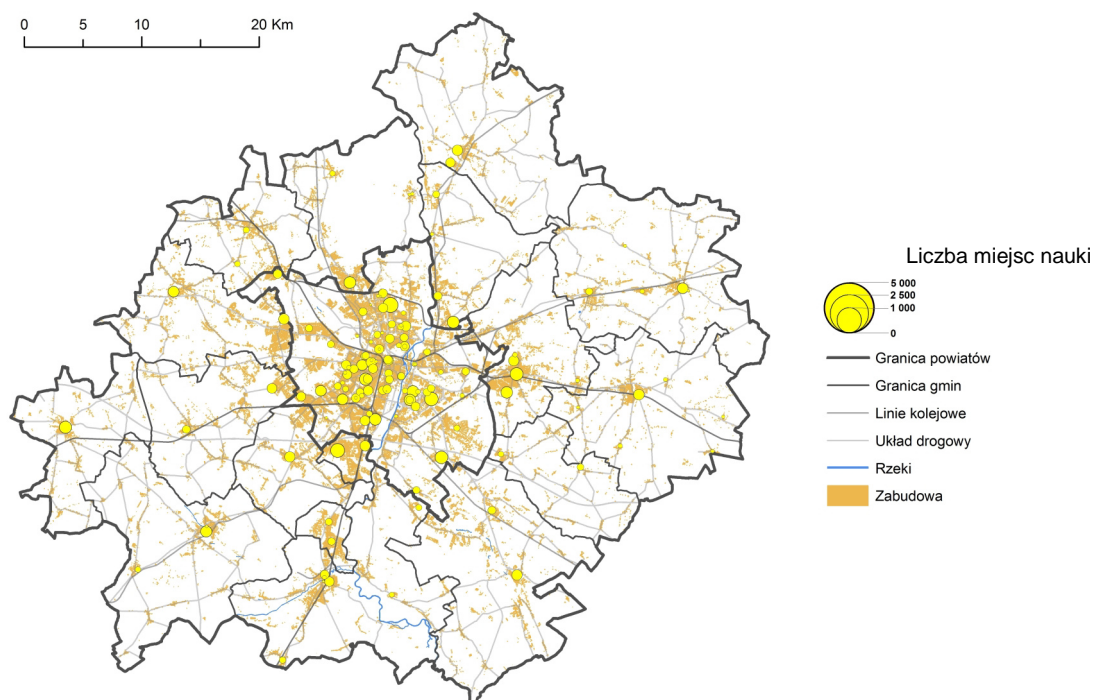 0 5 10 20 Km
Liczba miejsc nauki
5 000
2 500
1 000
0
Granica powiatów
Granica gmin
Linie kolejowe
Układ drogowy
Rzeki
Zabudowa